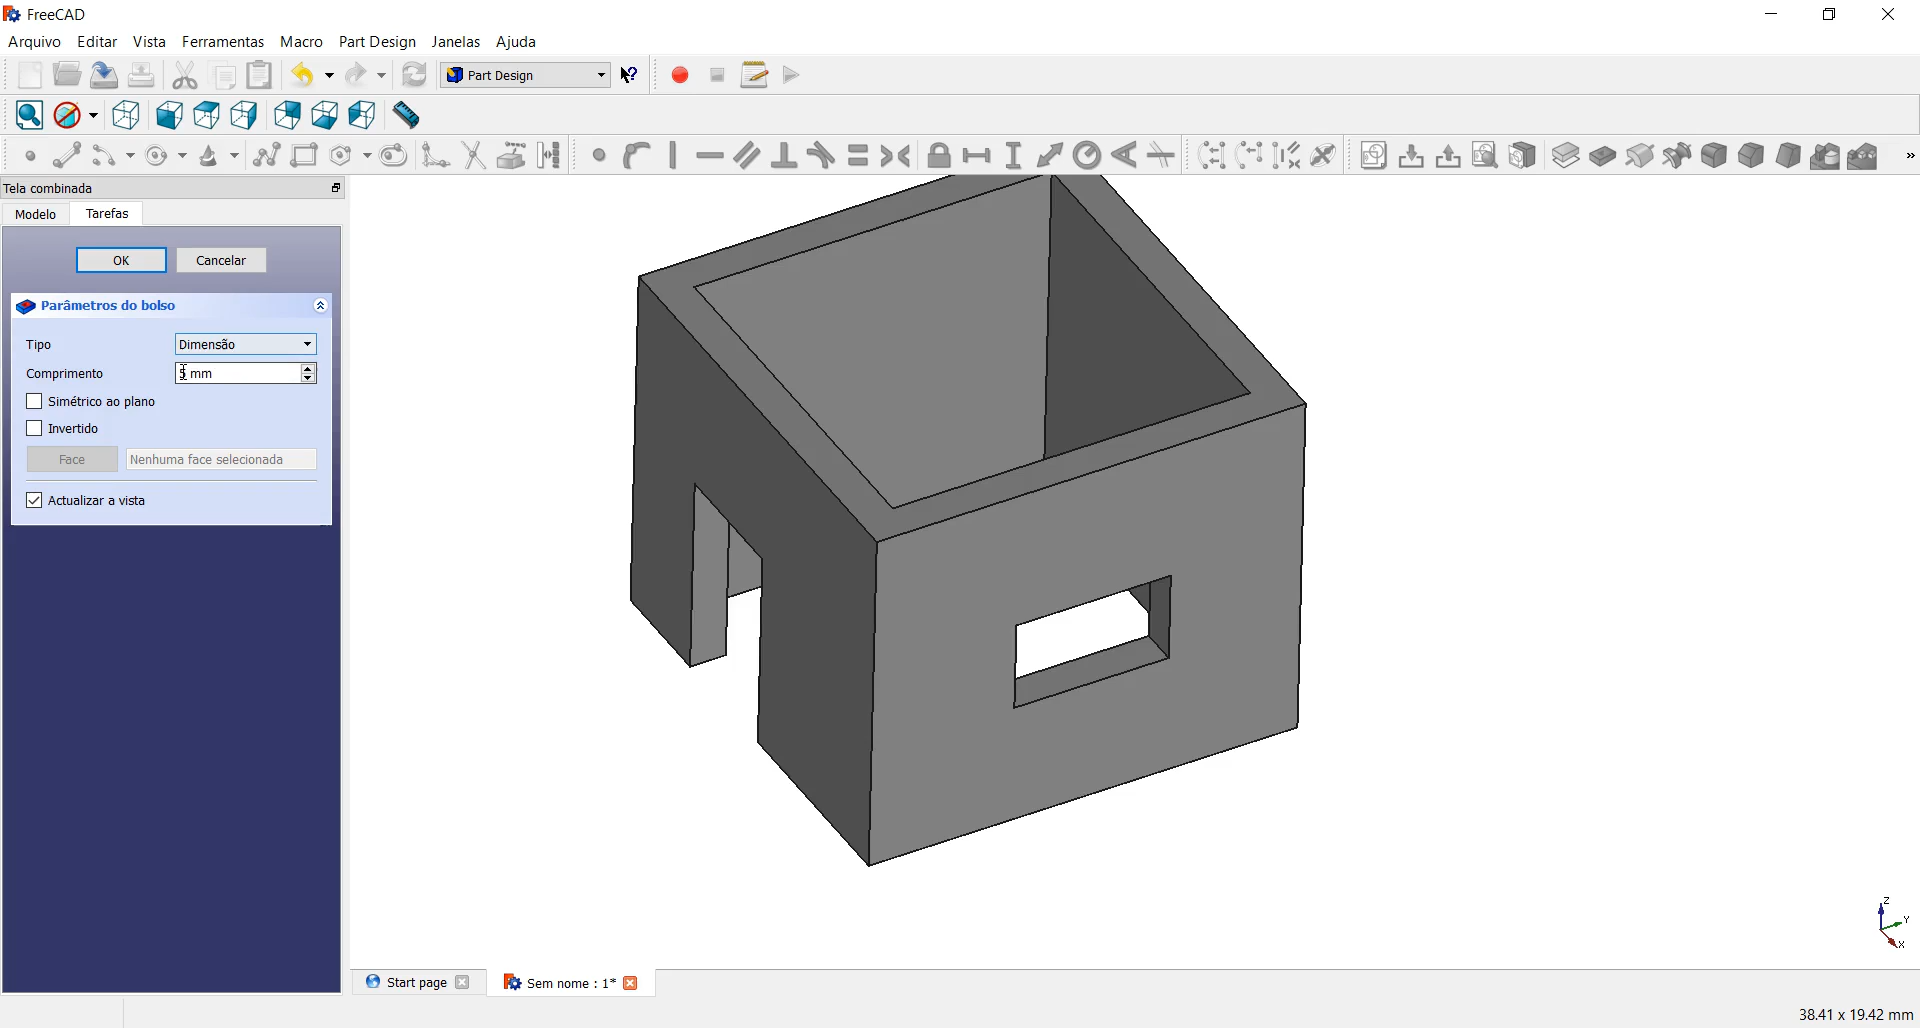 FreeCAD
Arquivo Editar Vista Ferramentas Macro Part Design Janelas Ajuda
Part Design
Tela combinada
Modelo Tarefas
OK Cancelar
Parâmetros do bolso
Tipo Dimensão
Comprimento 5 mm
Simétrico ao plano
Invertido
Face Nenhuma face selecionada
Actualizar a vista
Z
Y
X
Start page Sem nome : 1*
38.41 x 19.42 mm